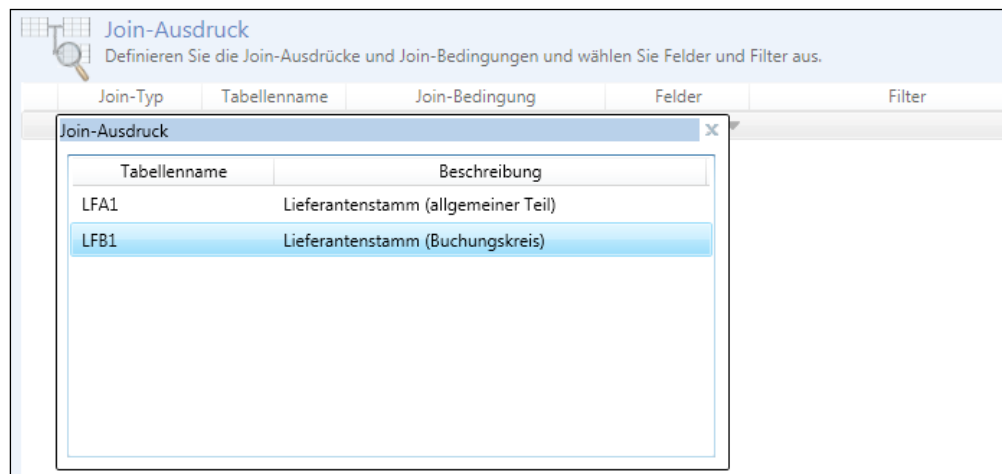 Join-Ausdruck
Definieren Sie die Join-Ausdrücke und Join-Bedingungen und wählen Sie Felder und Filter aus.
Join-Typ Tabellenname Join-Bedingung Felder Filter
Join-Ausdruck
Tabellenname Beschreibung
LFA1 Lieferantenstamm (allgemeiner Teil)
LFB1 Lieferantenstamm (Buchungskreis)